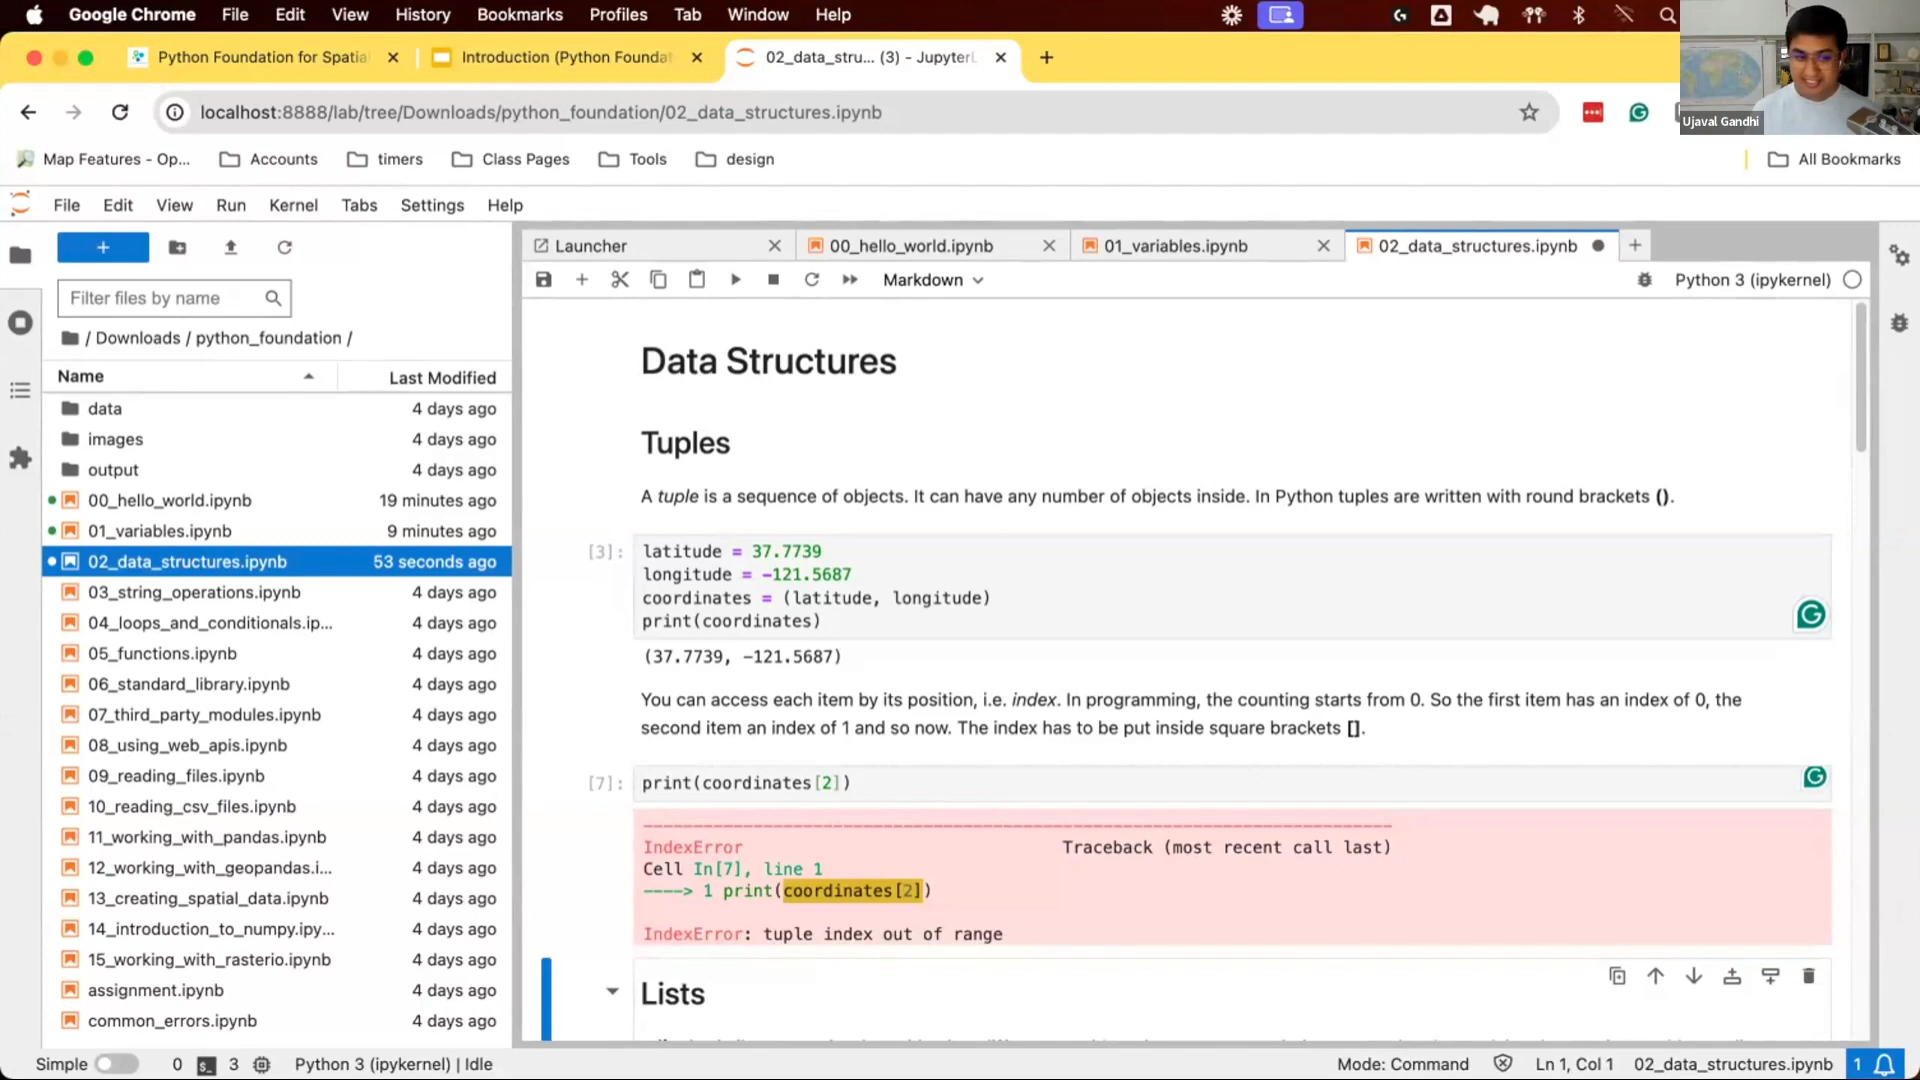 Google Chrome File Edit View History Bookmarks Profiles Tab Window Help
Python Foundation for Spatia
Introduction (Python Foundat
02_data_stru... (3) - JupyterL
localhost:8888/lab/tree/Downloads/python_foundation/02_data_structures.ipynb
Ujaval Gandhi
Map Features - Op... Accounts timers Class Pages Tools design All Bookmarks
File Edit View Run Kernel Tabs Settings Help
Launcher 00_hello_world.ipynb 01_variables.ipynb 02_data_structures.ipynb
Markdown
Python 3 (ipykernel)
Filter files by name
/ Downloads / python_foundation /
Name Last Modified
data 4 days ago
images 4 days ago
output 4 days ago
00_hello_world.ipynb 19 minutes ago
01_variables.ipynb 9 minutes ago
02_data_structures.ipynb 53 seconds ago
03_string_operations.ipynb 4 days ago
04_loops_and_conditionals.ip... 4 days ago
05_functions.ipynb 4 days ago
06_standard_library.ipynb 4 days ago
07_third_party_modules.ipynb 4 days ago
08_using_web_apis.ipynb 4 days ago
09_reading_files.ipynb 4 days ago
10_reading_csv_files.ipynb 4 days ago
11_working_with_pandas.ipynb 4 days ago
12_working_with_geopandas.i... 4 days ago
13_creating_spatial_data.ipynb 4 days ago
14_introduction_to_numpy.ipy... 4 days ago
15_working_with_rasterio.ipynb 4 days ago
assignment.ipynb 4 days ago
common_errors.ipynb 4 days ago
Data Structures
Tuples
A tuple is a sequence of objects. It can have any number of objects inside. In Python tuples are written with round brackets ().
[3]: latitude = 37.7739
longitude = -121.5687
coordinates = (latitude, longitude)
print(coordinates)
(37.7739, -121.5687)
You can access each item by its position, i.e. index. In programming, the counting starts from 0. So the first item has an index of 0, the
second item an index of 1 and so now. The index has to be put inside square brackets [].
[7]: print(coordinates[2])
---------------------------------------------------------------------------
IndexError Traceback (most recent call last)
Cell In[7], line 1
----> 1 print(coordinates[2])
IndexError: tuple index out of range
Lists
Simple 0 3 Python 3 (ipykernel) | Idle Mode: Command Ln 1, Col 1 02_data_structures.ipynb 1